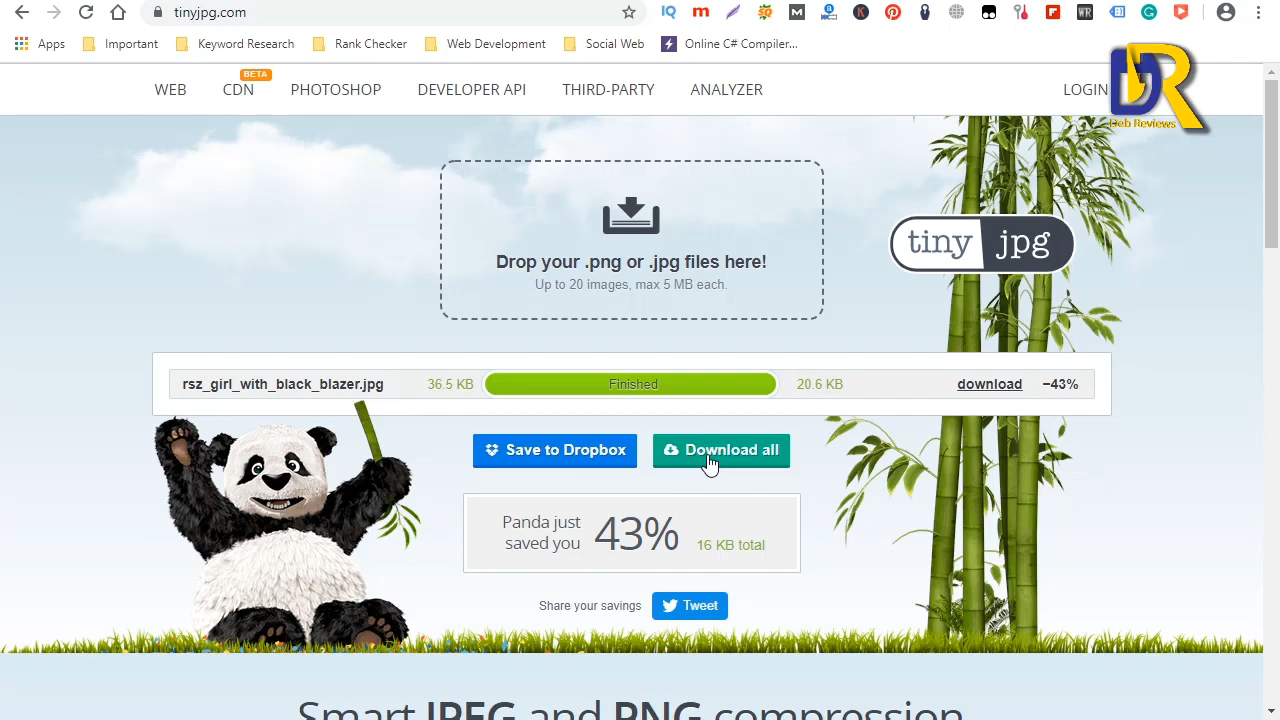 tinyjpg.com
Apps Important Keyword Research Rank Checker Web Development Social Web Online C# Compiler...
BETA
WEB CDN PHOTOSHOP DEVELOPER API THIRD-PARTY ANALYZER LOGIN
DR
Deb Reviews
Drop your .png or .jpg files here!
Up to 20 images, max 5 MB each.
tiny jpg
rsz_girl_with_black_blazer.jpg 36.5 KB Finished 20.6 KB download −43%
Save to Dropbox Download all
Panda just
saved you 43% 16 KB total
Share your savings Tweet
Smart JPEG and PNG compression